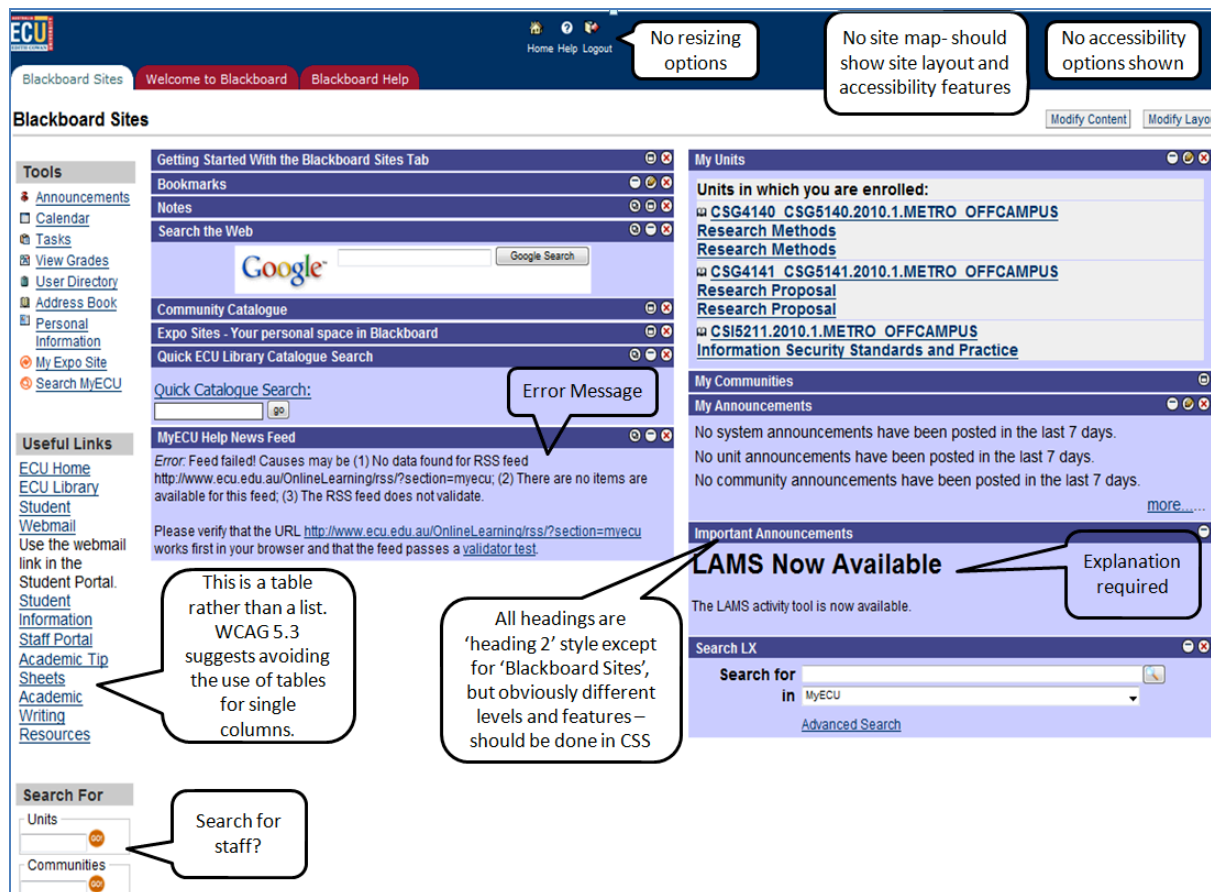 ECU
EDITH COWAN
Home Help Logout
No resizing
options
No site map- should
show site layout and
accessibility features
No accessibility
options shown
Blackboard Sites
Welcome to Blackboard
Blackboard Help
Blackboard Sites
Modify Content
Modify Layou
Tools
Announcements
Calendar
Tasks
View Grades
User Directory
Address Book
Personal
Information
My Expo Site
Search MyECU
Useful Links
ECU Home
ECU Library
Student
Webmail
Use the webmail
link in the
Student Portal.
Student
Information
Staff Portal
Academic Tip
Sheets
Academic
Writing
Resources
This is a table
rather than a list.
WCAG 5.3
suggests avoiding
the use of tables
for single
columns.
Search For
Units
GO!
Communities
GO!
Search for
staff?
Getting Started With the Blackboard Sites Tab
Bookmarks
Notes
Search the Web
Google
Google Search
Community Catalogue
Expo Sites - Your personal space in Blackboard
Quick ECU Library Catalogue Search
Quick Catalogue Search:
go
Error Message
MyECU Help News Feed
Error: Feed failed! Causes may be (1) No data found for RSS feed
http://www.ecu.edu.au/OnlineLearning/rss/?section=myecu; (2) There are no items are
available for this feed; (3) The RSS feed does not validate.
Please verify that the URL http://www.ecu.edu.au/OnlineLearning/rss/?section=myecu
works first in your browser and that the feed passes a validator test.
All headings are
‘heading 2’ style except
for ‘Blackboard Sites’,
but obviously different
levels and features –
should be done in CSS
My Units
Units in which you are enrolled:
CSG4140_CSG5140.2010.1.METRO_OFFCAMPUS
Research Methods
Research Methods
CSG4141_CSG5141.2010.1.METRO_OFFCAMPUS
Research Proposal
Research Proposal
CSI5211.2010.1.METRO_OFFCAMPUS
Information Security Standards and Practice
My Communities
My Announcements
No system announcements have been posted in the last 7 days.
No unit announcements have been posted in the last 7 days.
No community announcements have been posted in the last 7 days.
more......
Important Announcements
LAMS Now Available
The LAMS activity tool is now available.
Explanation
required
Search LX
Search for
in MyECU
Advanced Search